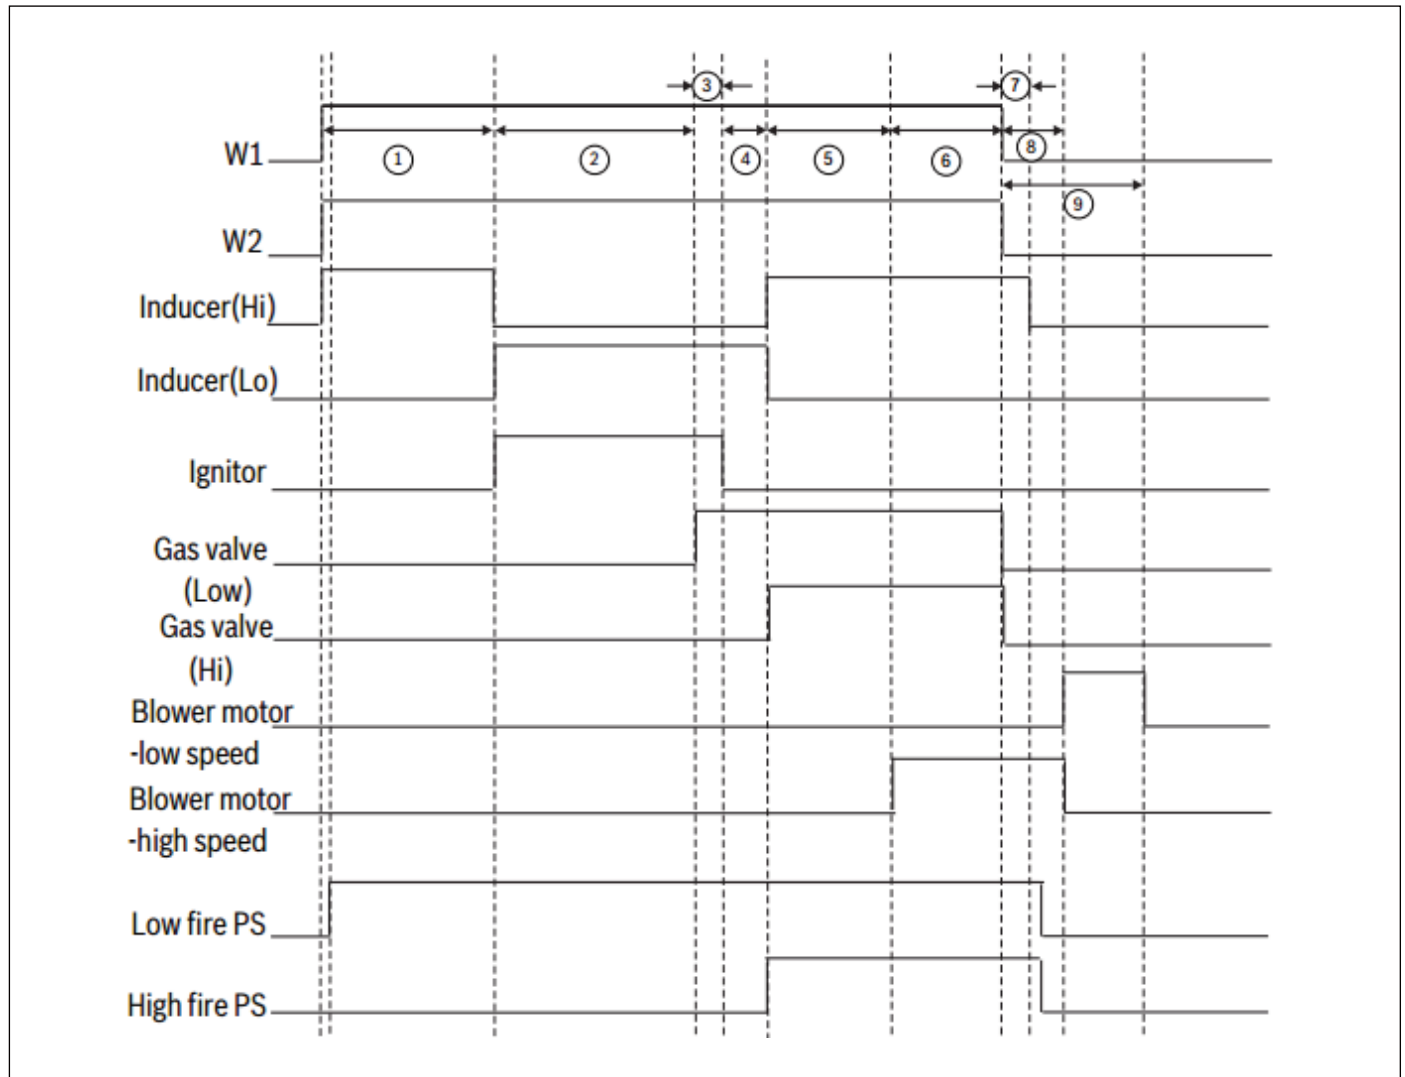 3
7
W1
1
2
4
5
6
8
9
W2
Inducer(Hi)
Inducer(Lo)
Ignitor
Gas valve
(Low)
Gas valve
(Hi)
Blower motor
-low speed
Blower motor
-high speed
Low fire PS
High fire PS